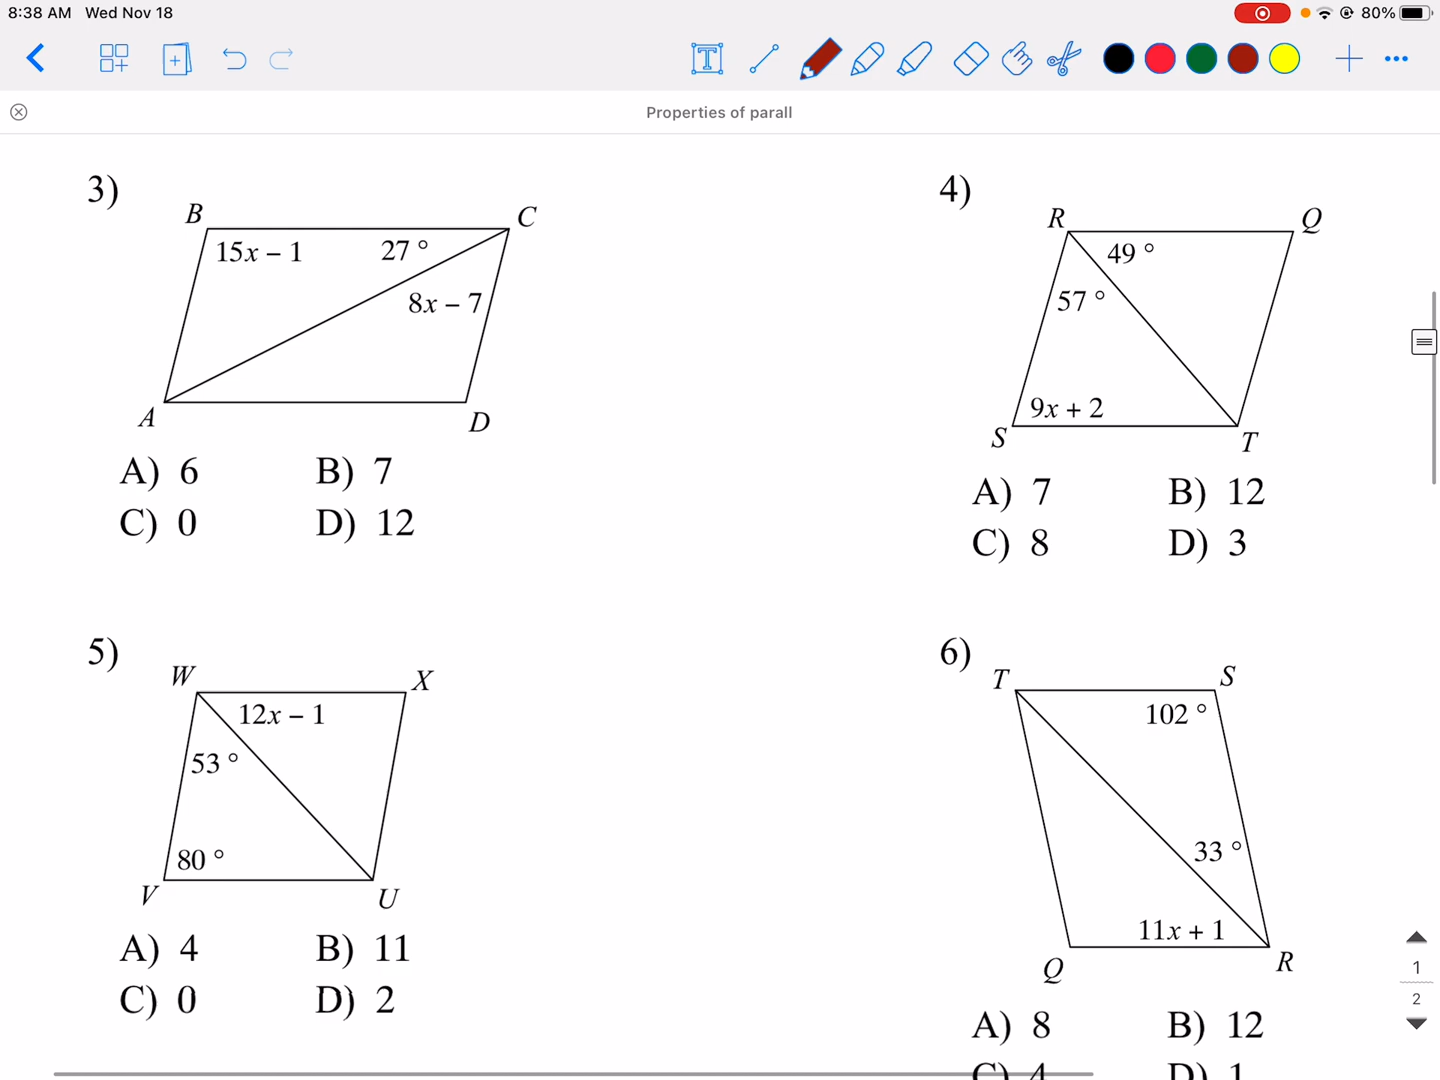 8:38 AM Wed Nov 18 80%
T
Properties of parall
3)
B C
15x – 1 27 °
8x – 7
A D
A) 6 B) 7
C) 0 D) 12
4)
R Q
49 °
57 °
9x + 2
S T
A) 7 B) 12
C) 8 D) 3
5)
W X
12x – 1
53 °
80 °
V U
A) 4 B) 11
C) 0 D) 2
6)
T S
102 °
33 °
11x + 1
Q R
A) 8 B) 12
C) 4 D) 1
1
2